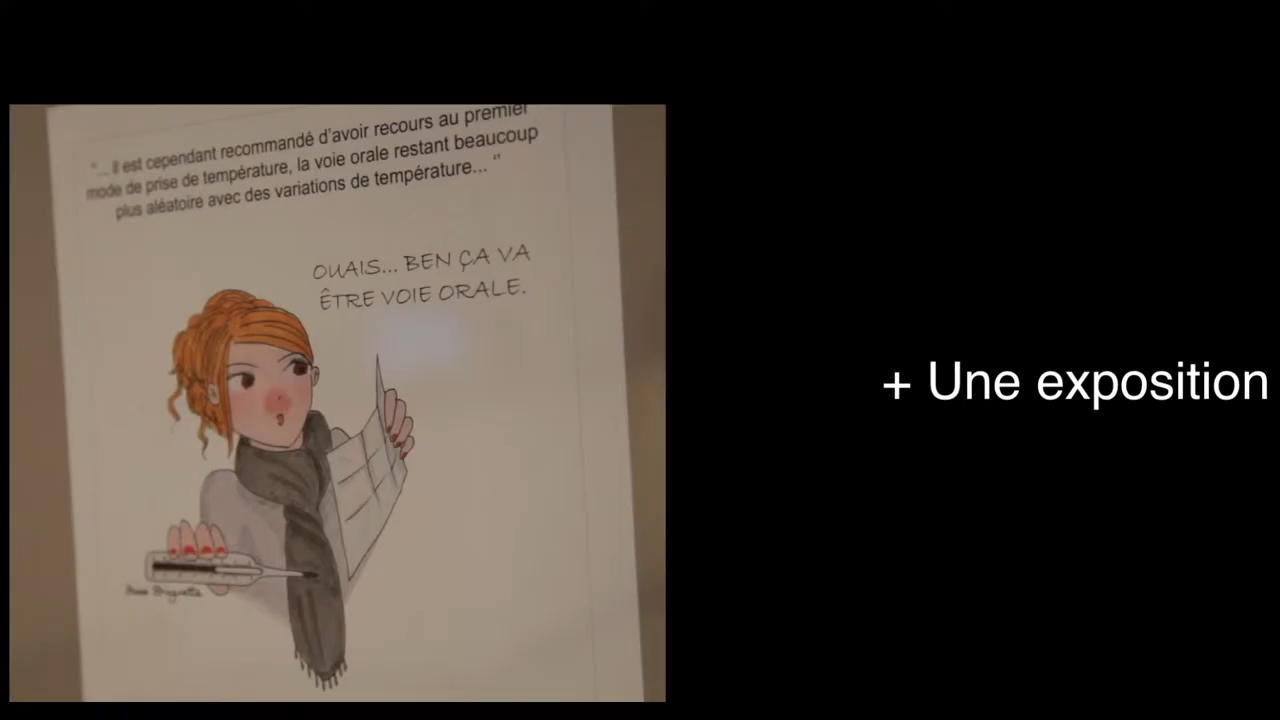 "... il est cependant recommandé d'avoir recours au premier
mode de prise de température, la voie orale restant beaucoup
plus aléatoire avec des variations de température... "
OUAIS... BEN ÇA VA
ÊTRE VOIE ORALE.
+ Une exposition